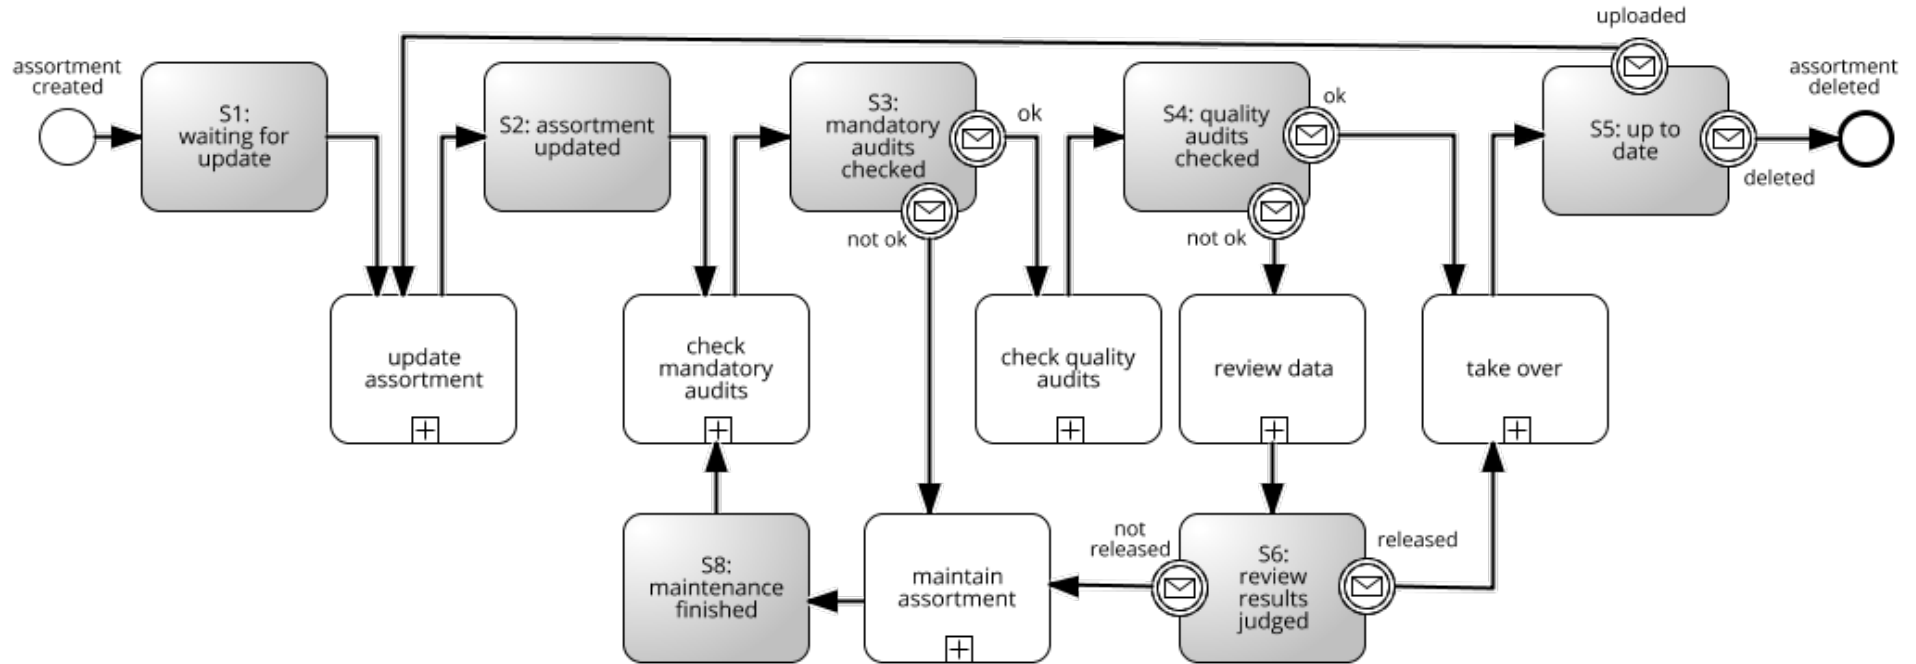 uploaded
assortment
created
assortment
deleted
S1:
waiting for
update
S2: assortment
updated
S3:
mandatory
audits
checked
ok
not ok
S4: quality
audits
checked
ok
not ok
S5: up to
date
deleted
update
assortment
check
mandatory
audits
check quality
audits
review data
take over
S8:
maintenance
finished
maintain
assortment
not
released
S6:
review
results
judged
released